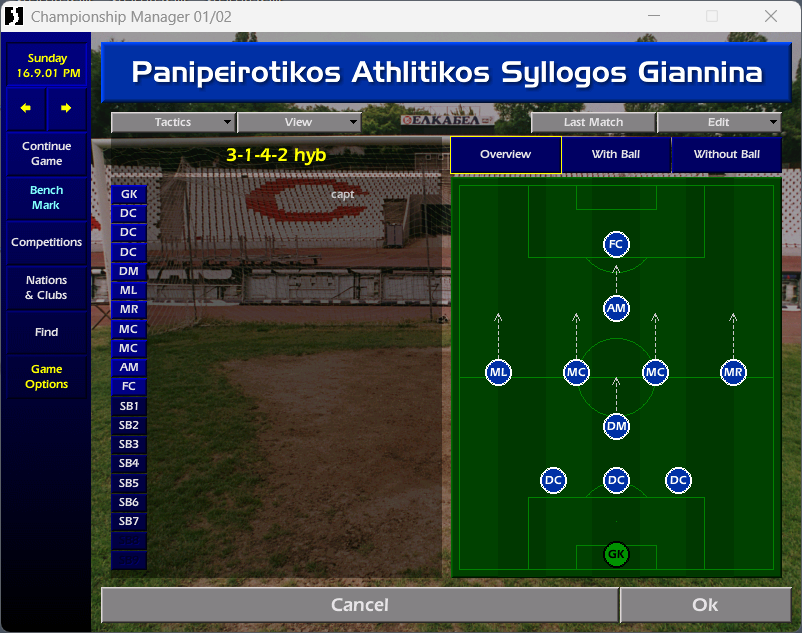 Championship Manager 01/02
Sunday
16.9.01 PM
Continue
Game
Bench
Mark
Competitions
Nations
& Clubs
Find
Game
Options
Panipeirotikos Athlitikos Syllogos Giannina
Tactics
View
ΕΛΚΑΒΕΛ
Last Match
Edit
3-1-4-2 hyb
Overview
With Ball
Without Ball
GK
capt
DC
DC
DC
DM
ML
MR
MC
MC
AM
FC
SB1
SB2
SB3
SB4
SB5
SB6
SB7
FC
AM
ML
MC
MC
MR
DM
DC
DC
DC
GK
Cancel
Ok